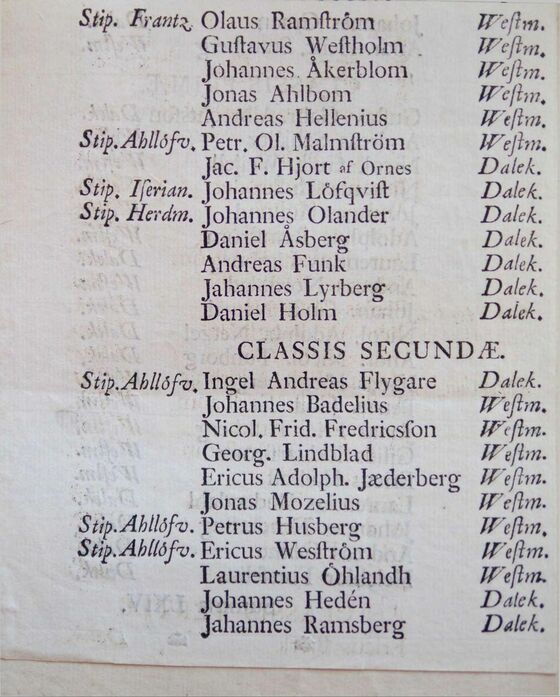 Stip. Frantz. Olaus Ramström Westm.
Gustavus Westholm Westm.
Johannes Åkerblom Westm.
Jonas Ahlbom Westm.
Andreas Hellenius Westm.
Stip. Ahllöfv. Petr. Ol. Malmström Westm.
Jac. F. Hjort af Ornes Dalek.
Stip. Iſerian. Johannes Löfqviſt Dalek.
Stip. Herdm. Johannes Olander Dalek.
Daniel Åsberg Dalek.
Andreas Funk Dalek.
Jahannes Lyrberg Dalek.
Daniel Holm Dalek.
CLASSIS SECUNDÆ.
Stip. Ahllöfv. Ingel Andreas Flygare Dalek.
Johannes Badelius Weſtm.
Nicol. Frid. Fredricsſon Weſtm.
Georg. Lindblad Weſtm.
Ericus Adolph. Jæderberg Weſtm.
Jonas Mozelius Weſtm.
Stip. Ahllöfv. Petrus Husberg Weſtm.
Stip. Ahllöfv. Ericus Wesſtröm Weſtm.
Laurentius Öhlandh Weſtm.
Johannes Hedén Dalek.
Jahannes Ramsberg Dalek.